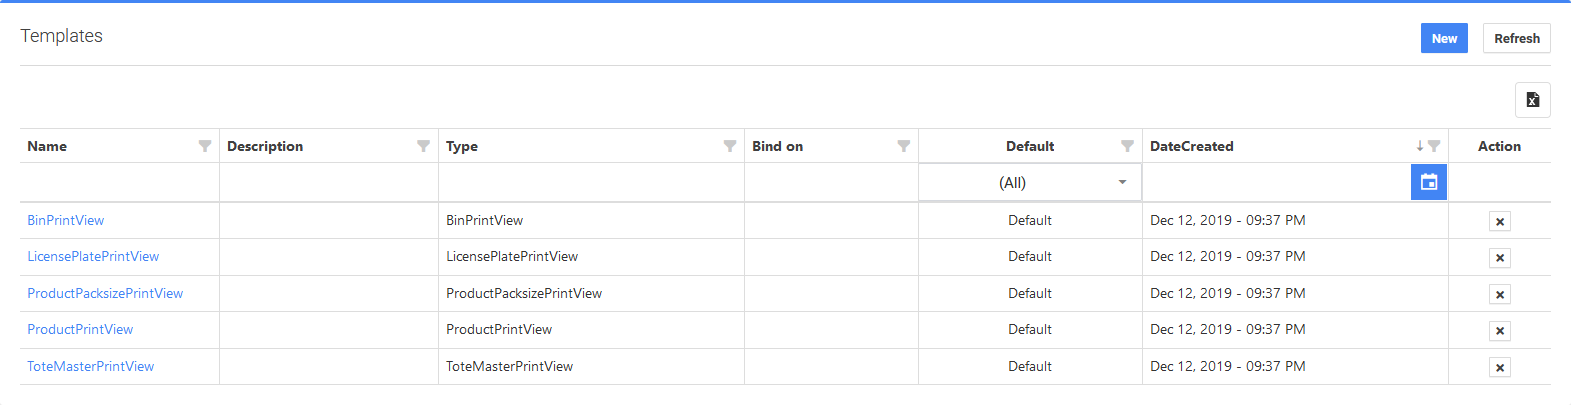 Templates New Refresh
Name Description Type Bind on Default DateCreated Action
(All)
BinPrintView BinPrintView Default Dec 12, 2019 - 09:37 PM
LicensePlatePrintView LicensePlatePrintView Default Dec 12, 2019 - 09:37 PM
ProductPacksizePrintView ProductPacksizePrintView Default Dec 12, 2019 - 09:37 PM
ProductPrintView ProductPrintView Default Dec 12, 2019 - 09:37 PM
ToteMasterPrintView ToteMasterPrintView Default Dec 12, 2019 - 09:37 PM